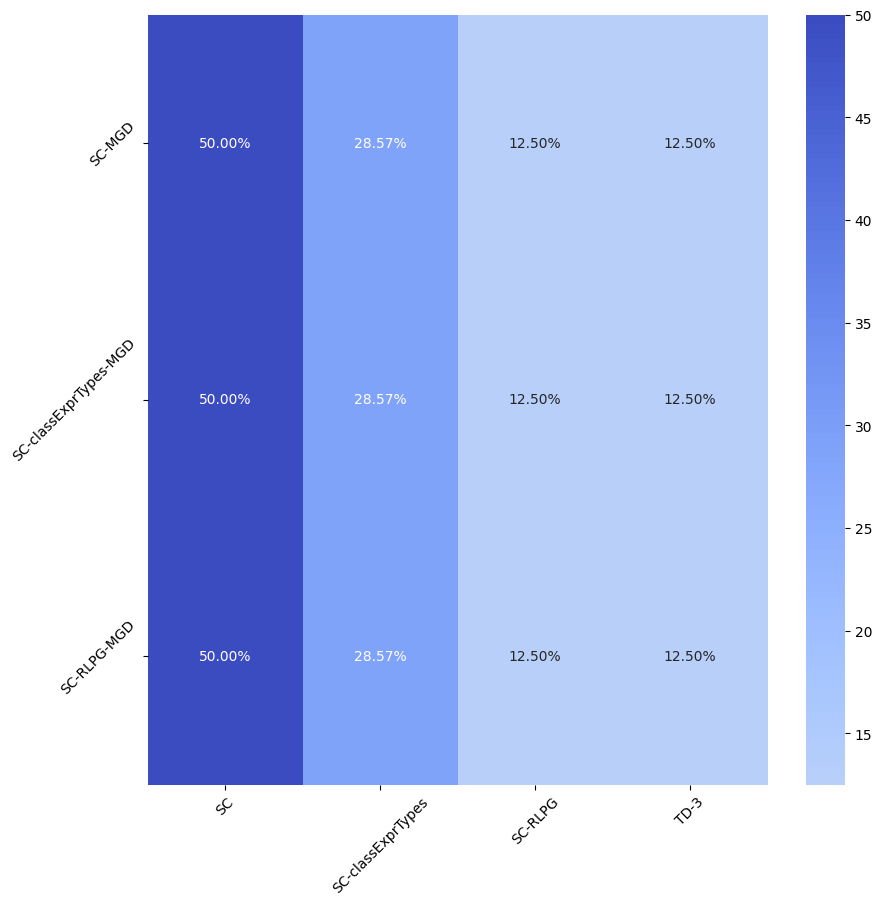 SC-MGD
50.00% 28.57% 12.50% 12.50%
SC-classExprTypes-MGD
50.00% 28.57% 12.50% 12.50%
SC-RLPG-MGD
50.00% 28.57% 12.50% 12.50%
SC
SC-classExprTypes
SC-RLPG
TD-3
50
45
40
35
30
25
20
15